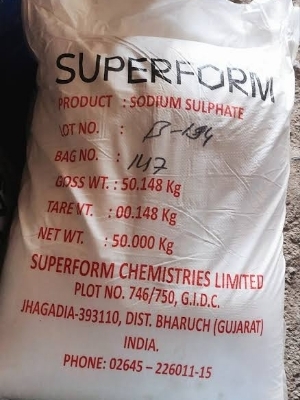 SUPERFORM
PRODUCT : SODIUM SULPHATE
LOT NO. : B-194
BAG NO. : 147
GOSS WT. : 50.148 Kg
TARE WT. : 00.148 Kg
NET WT. : 50.000 Kg
SUPERFORM CHEMISTRIES LIMITED
PLOT NO. 746/750, G.I.D.C.
JHAGADIA-393110, DIST. BHARUCH (GUJARAT)
INDIA.
PHONE: 02645 – 226011-15